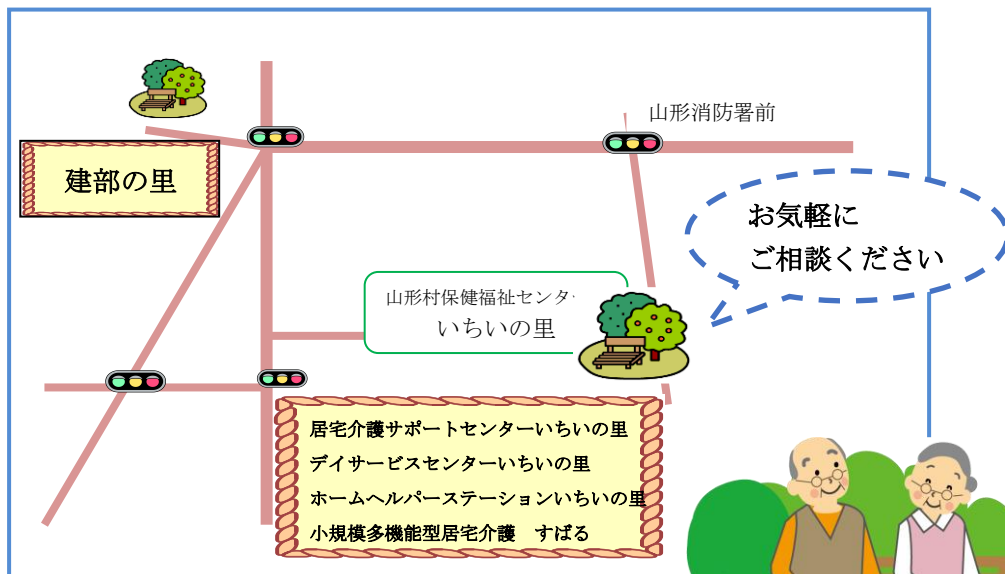 山形消防署前
建部の里
お気軽に
ご相談ください
山形村保健福祉センタ
いちいの里
居宅介護サポートセンターいちいの里
デイサービスセンターいちいの里
ホームヘルパーステーションいちいの里
小規模多機能型居宅介護　すばる